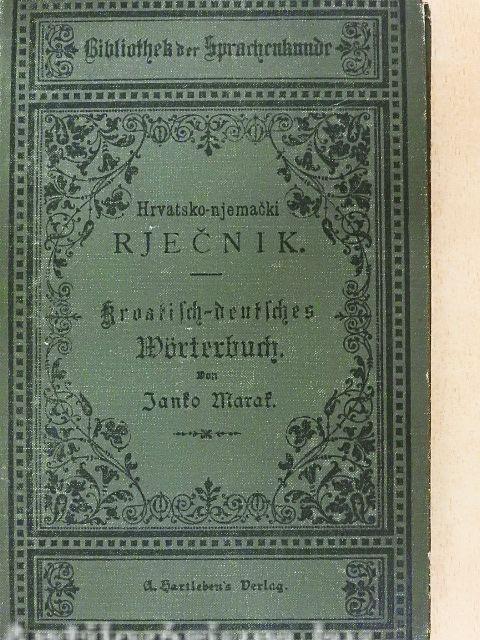 Bibliothek der Sprachenkunde
Hrvatsko-njemački
RJEČNIK.
Kroatisch-deutsches
Wörterbuch.
Von
Janko Marak.
A. Hartleben's Verlag.